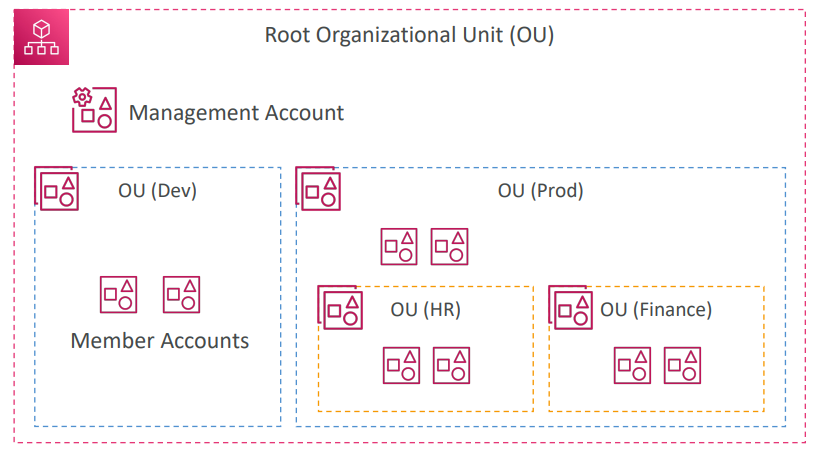 Root Organizational Unit (OU)
Management Account
OU (Dev)
OU (Prod)
Member Accounts
OU (HR)
OU (Finance)